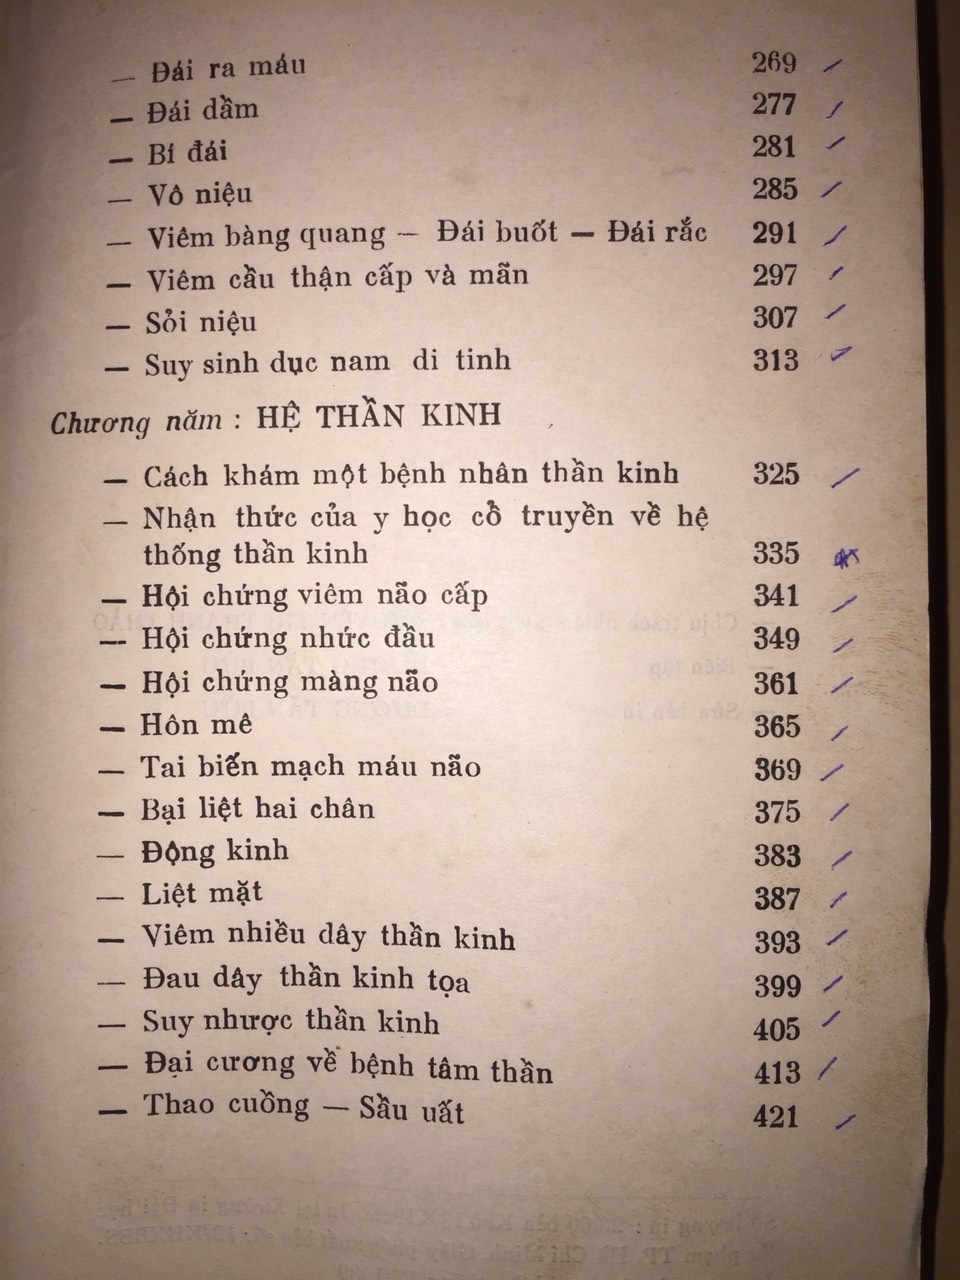 — Đái ra máu 269
— Đái dầm 277
— Bí đái 281
— Vô niệu 285
— Viêm bàng quang — Đái buốt — Đái rắc 291
— Viêm cầu thận cấp và mãn 297
— Sỏi niệu 307
— Suy sinh dục nam di tinh 313
Chương năm : HỆ THẦN KINH
— Cách khám một bệnh nhân thần kinh 325
— Nhận thức của y học cổ truyền về hệ
thống thần kinh 335
— Hội chứng viêm não cấp 341
— Hội chứng nhức đầu 349
— Hội chứng màng não 361
— Hôn mê 365
— Tai biến mạch máu não 369
— Bại liệt hai chân 375
— Động kinh 383
— Liệt mặt 387
— Viêm nhiều dây thần kinh 393
— Đau dây thần kinh tọa 399
— Suy nhược thần kinh 405
— Đại cương về bệnh tâm thần 413
— Thao cuồng — Sầu uất 421